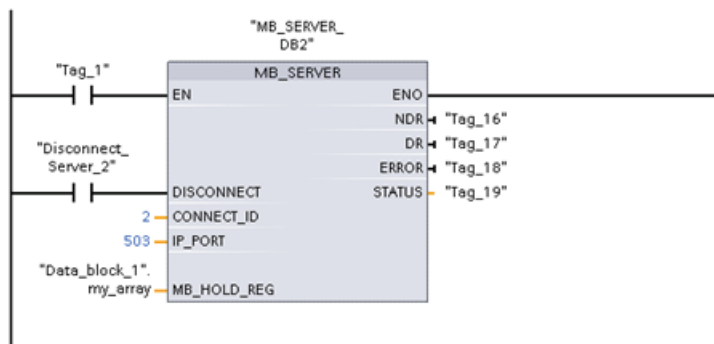 "MB_SERVER_
DB2"
"Tag_1"
MB_SERVER
EN
ENO
NDR
"Tag_16"
DR
"Tag_17"
"Disconnect_
Server_2"
ERROR
"Tag_18"
DISCONNECT
STATUS
"Tag_19"
2
CONNECT_ID
503
IP_PORT
"Data_block_1".
my_array
MB_HOLD_REG